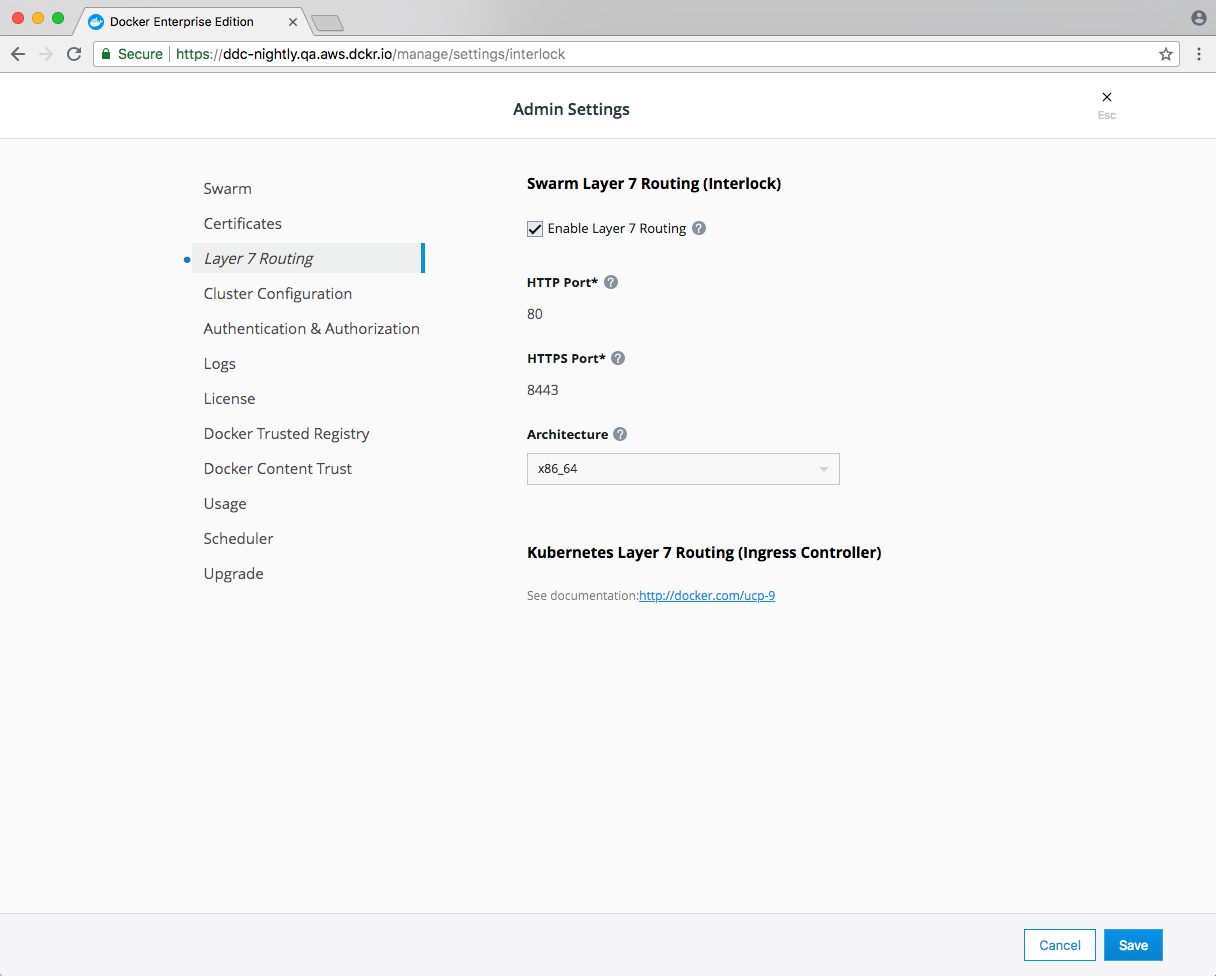 Docker Enterprise Edition
Secure https://ddc-nightly.qa.aws.dckr.io/manage/settings/interlock
Admin Settings
Esc
Swarm
Certificates
Layer 7 Routing
Cluster Configuration
Authentication & Authorization
Logs
License
Docker Trusted Registry
Docker Content Trust
Usage
Scheduler
Upgrade
Swarm Layer 7 Routing (Interlock)
Enable Layer 7 Routing ?
HTTP Port* ?
80
HTTPS Port* ?
8443
Architecture ?
x86_64
Kubernetes Layer 7 Routing (Ingress Controller)
See documentation:http://docker.com/ucp-9
Cancel Save